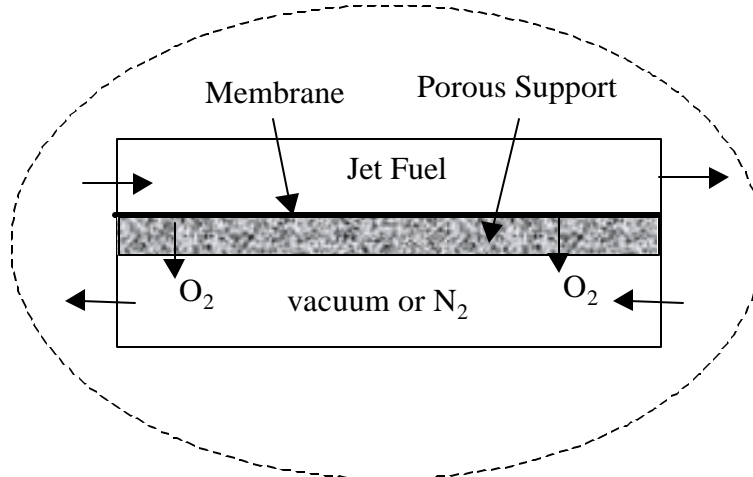 Membrane
Porous Support
Jet Fuel
O₂
O₂
vacuum or N₂